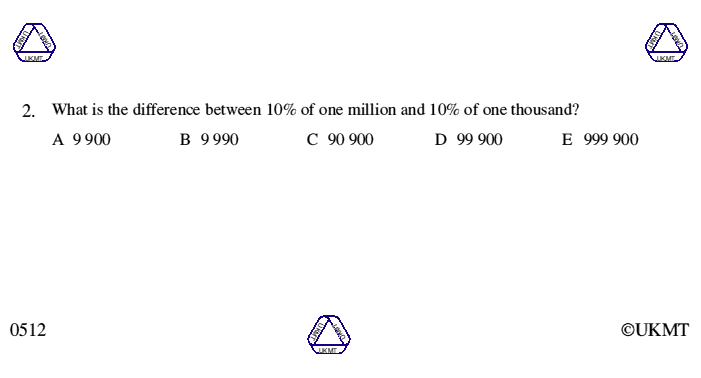 UKMT UKMT UKMT UKMT UKMT UKMT
2. What is the difference between 10% of one million and 10% of one thousand?
A 9 900 B 9 990 C 90 900 D 99 900 E 999 900
0512 UKMT UKMT UKMT ©UKMT